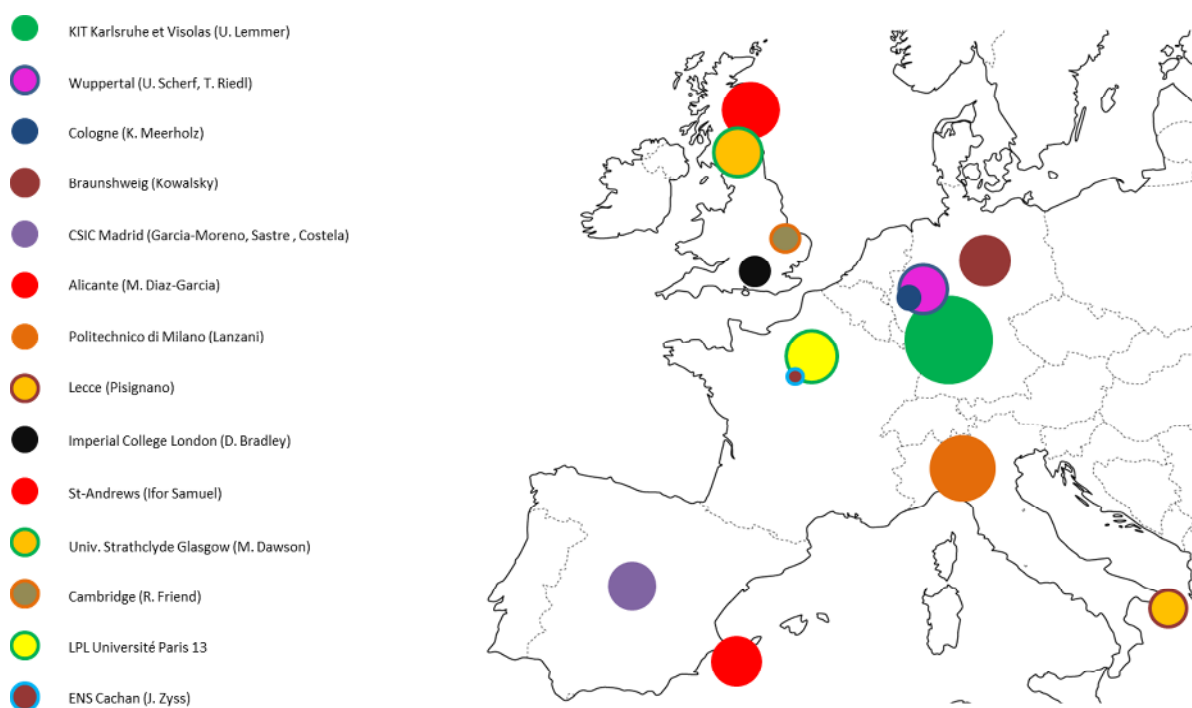 KIT Karlsruhe et Visolas (U. Lemmer)
Wuppertal (U. Scherf, T. Riedl)
Cologne (K. Meerholz)
Braunshweig (Kowalsky)
CSIC Madrid (Garcia-Moreno, Sastre , Costela)
Alicante (M. Diaz-Garcia)
Politechnico di Milano (Lanzani)
Lecce (Pisignano)
Imperial College London (D. Bradley)
St-Andrews (Ifor Samuel)
Univ. Strathclyde Glasgow (M. Dawson)
Cambridge (R. Friend)
LPL Université Paris 13
ENS Cachan (J. Zyss)